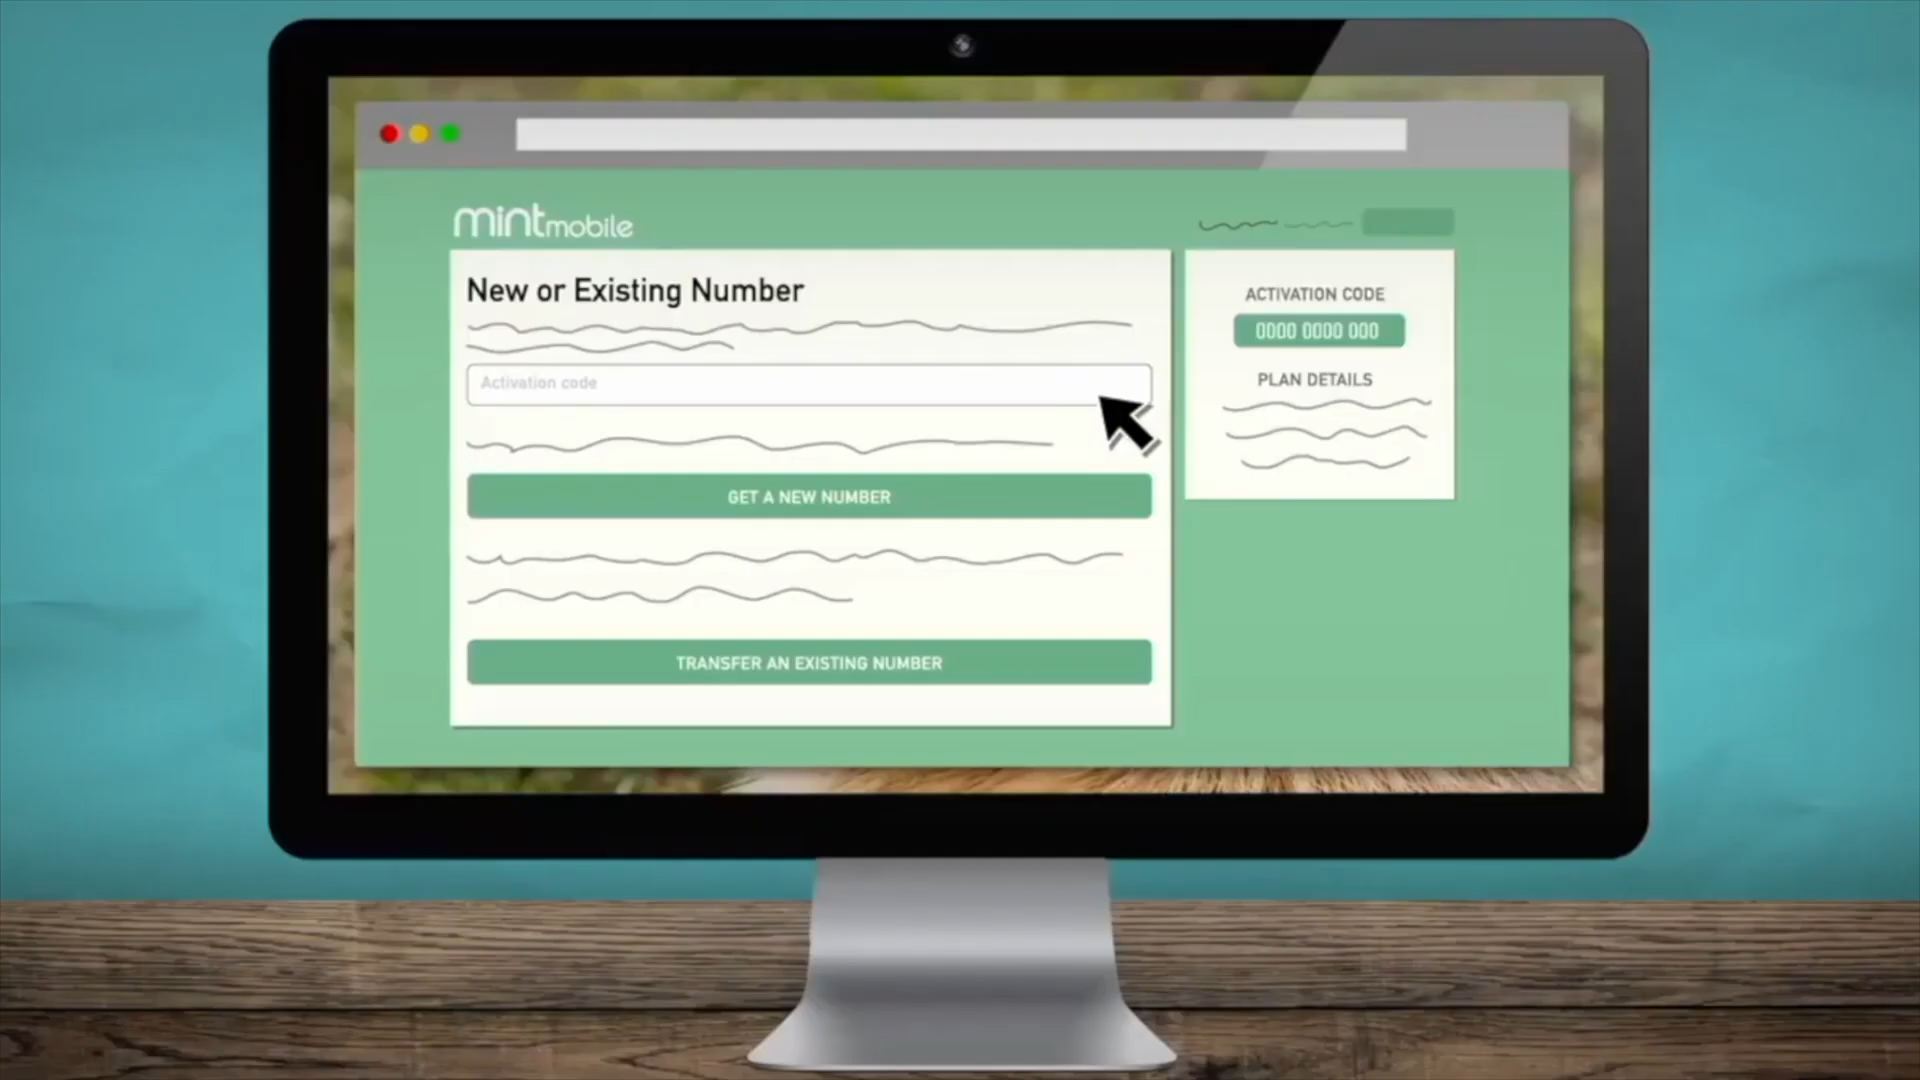 mintmobile
New or Existing Number
Activation code
GET A NEW NUMBER
TRANSFER AN EXISTING NUMBER
ACTIVATION CODE
0000 0000 000
PLAN DETAILS